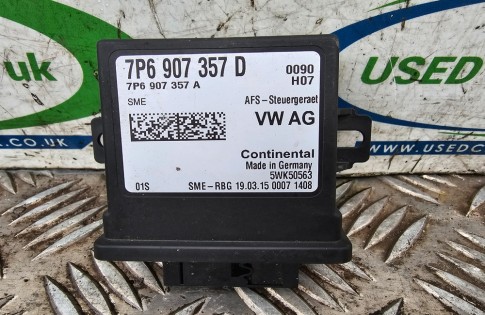 7P6 907 357 D
7P6 907 357 A
0090
H07
SME
AFS-Steuergeraet
VW AG
Continental
Made in Germany
5WK50563
01S
SME-RBG 19.03.15 0007 1408
uk
CO.UK
USED
WWW.USEDC